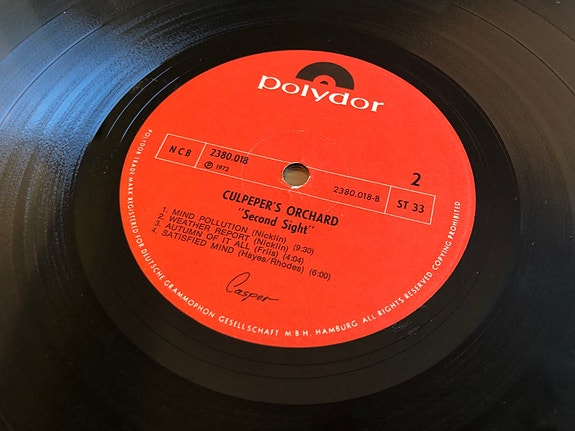 polydor
NCB
2380.018
℗ 1972
2380.018-B
2
ST 33
CULPEPER'S ORCHARD
"Second Sight"
1. MIND POLLUTION (Nicklin)
2. WEATHER REPORT (Nicklin) (9:30)
3. AUTUMN OF IT ALL (Friis) (4:04)
4. SATISFIED MIND (Hayes/Rhodes) (6:00)
Casper
POLYDOR TRADE MARK REGISTERED FOR DEUTSCHE GRAMMOPHON GESELLSCHAFT M·B·H. HAMBURG ALL RIGHTS RESERVED. COPYING PROHIBITED